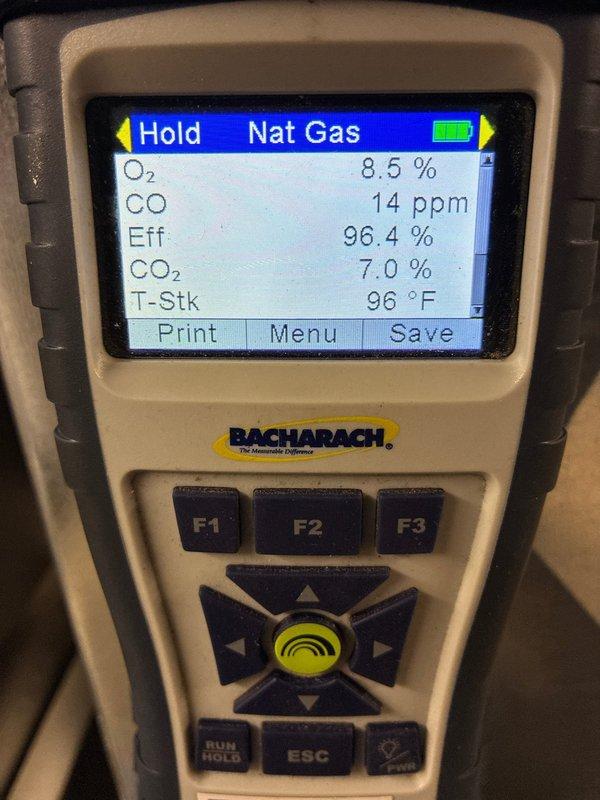 Hold Nat Gas
O₂ 8.5 %
CO 14 ppm
Eff 96.4 %
CO₂ 7.0 %
T-Stk 96 °F
Print Menu Save
BACHARACH®
The Measurable Difference
F1 F2 F3
RUN
HOLD
ESC
PWR